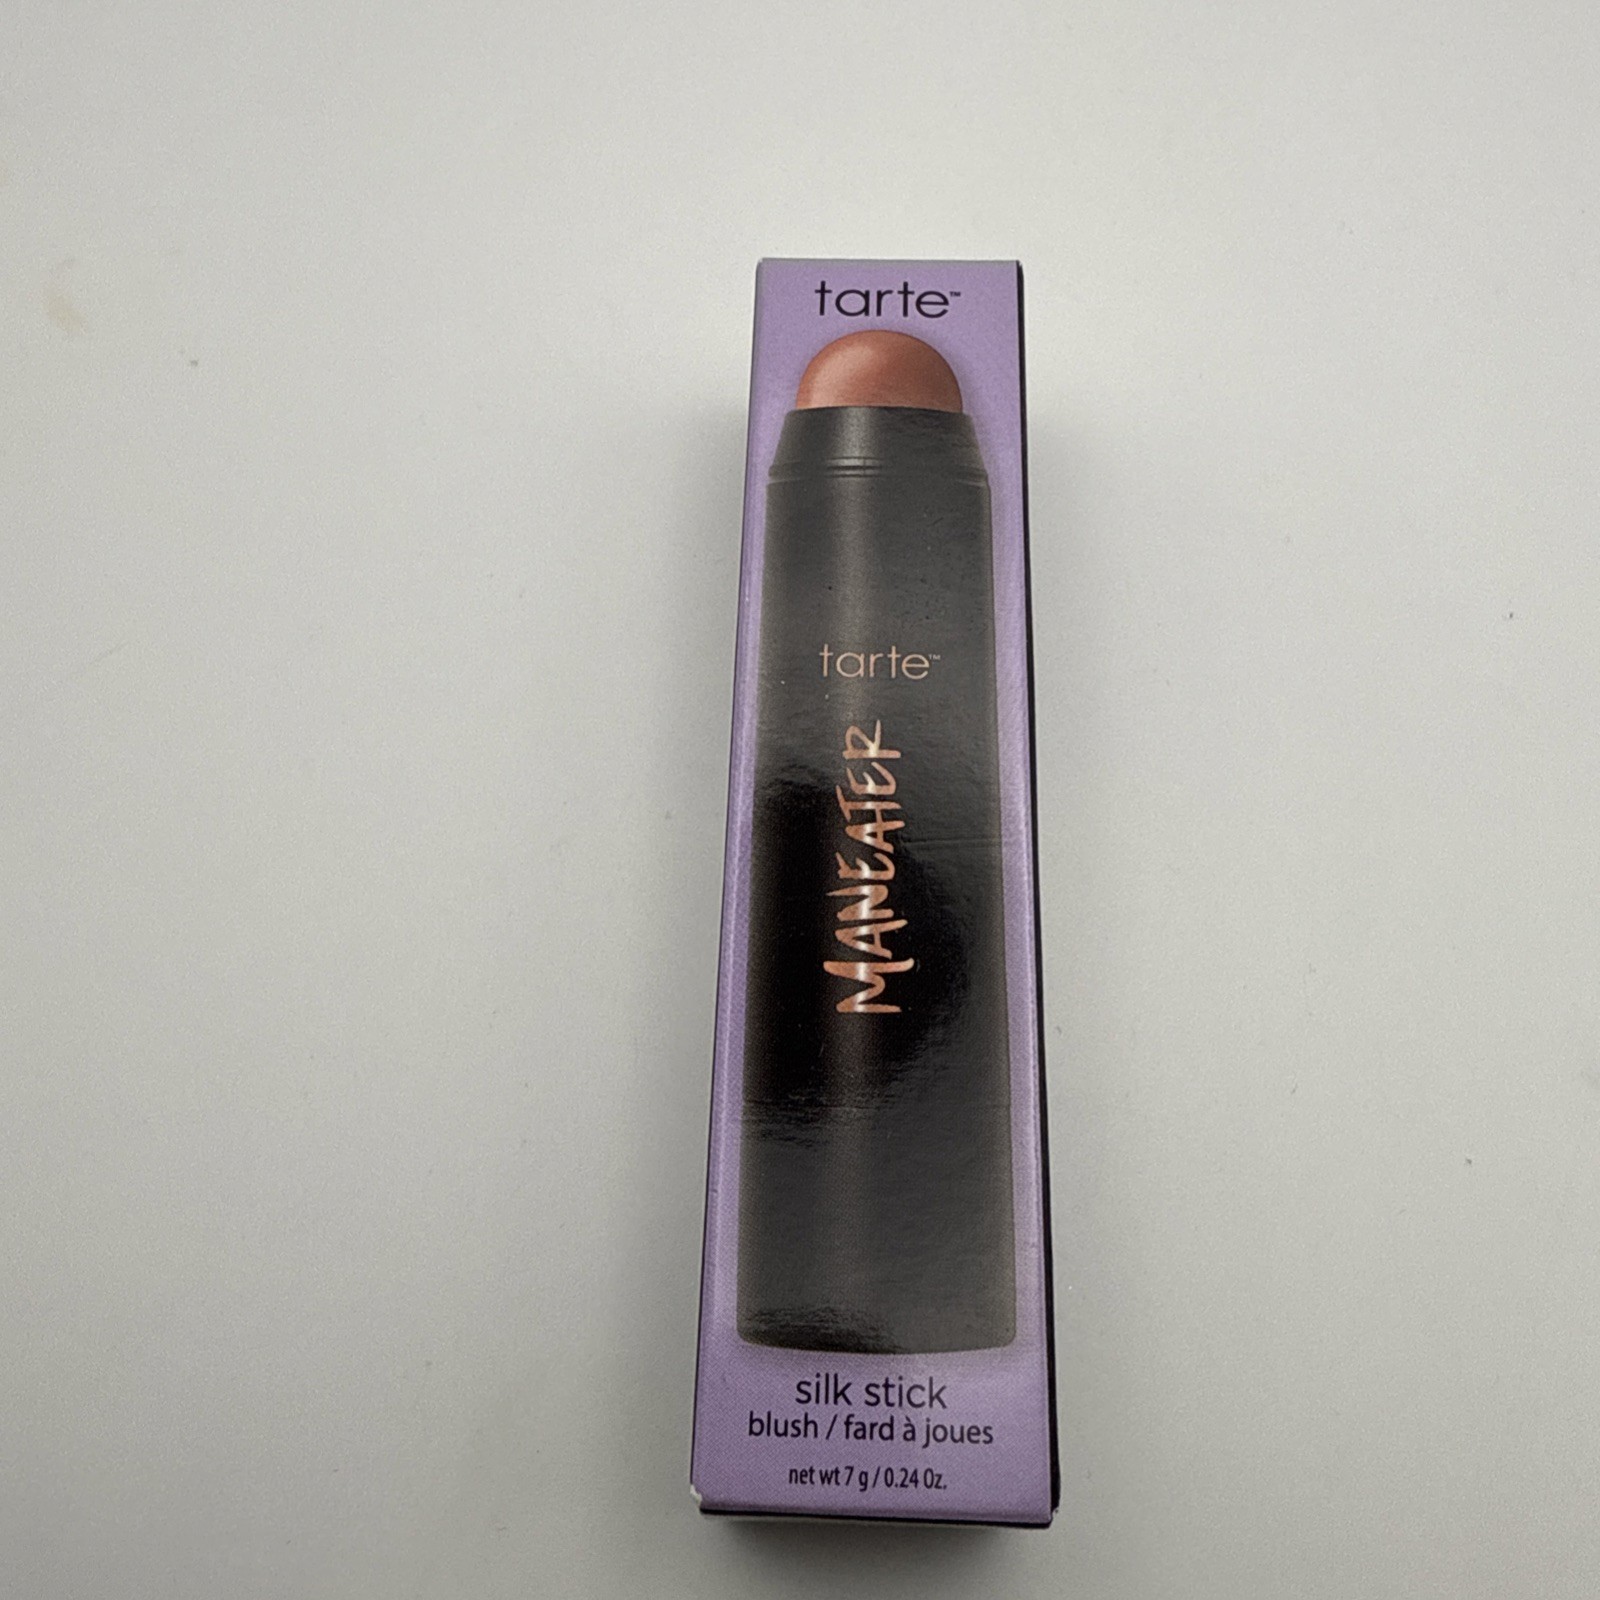 tarte™
tarte™
MANEATER
silk stick
blush / fard à joues
net wt 7 g / 0.24 Oz.